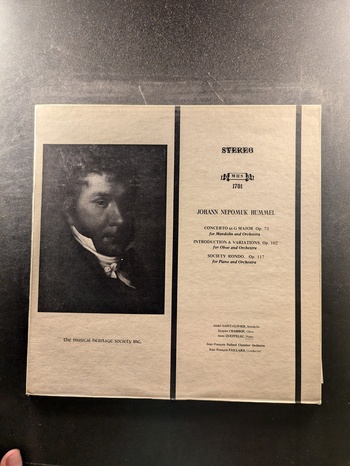 STEREO
MHS
1781
JOHANN NEPOMUK HUMMEL
CONCERTO in G MAJOR Op. 73
for Mandolin and Orchestra
INTRODUCTION & VARIATIONS, Op. 102
for Oboe and Orchestra
SOCIETY RONDO, Op. 117
for Piano and Orchestra
the musical heritage society inc.
André SAINT-CLIVIER, Mandolin
Jacques CHAMBON, Oboe
Anne QUEFFELEC, Piano
Jean-François Paillard Chamber Orchestra
Jean-François PAILLARD, Conductor